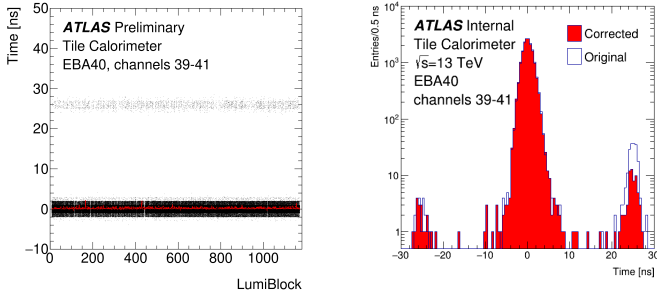 Time [ns]
50
40
30
20
10
0
−10
ATLAS Preliminary
Tile Calorimeter
EBA40, channels 39-41
0 200 400 600 800 1000
LumiBlock
Entries/0.5 ns
10⁴
10³
10²
10
1
ATLAS Internal
Tile Calorimeter
√s=13 TeV
EBA40
channels 39-41
Corrected
Original
−30 −20 −10 0 10 20 30
Time [ns]